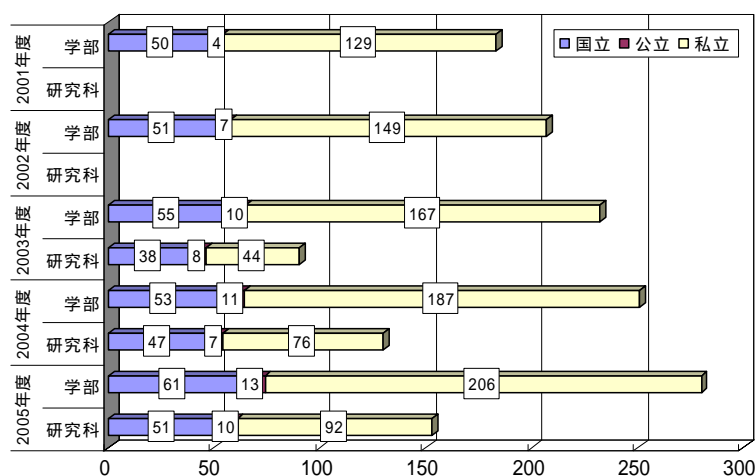 国立 公立 私立
2001年度
学部 50 4 129
研究科
2002年度
学部 51 7 149
研究科
2003年度
学部 55 10 167
研究科 38 8 44
2004年度
学部 53 11 187
研究科 47 7 76
2005年度
学部 61 13 206
研究科 51 10 92
0 50 100 150 200 250 300